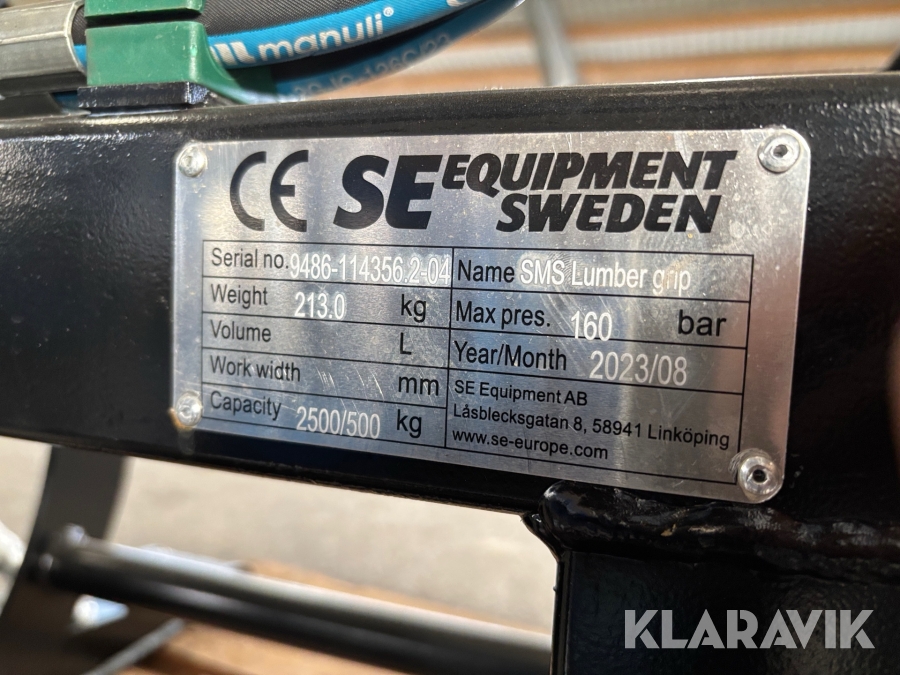 manuli®
CE SE EQUIPMENT
SWEDEN
Serial no. 9486-114356.2-04
Weight 213.0 kg
Volume L
Work width mm
Capacity 2500/500 kg
Name SMS Lumber grip
Max pres. 160 bar
Year/Month 2023/08
SE Equipment AB
Låsblecksgatan 8, 58941 Linköping
www.se-europe.com
KLARAVIK